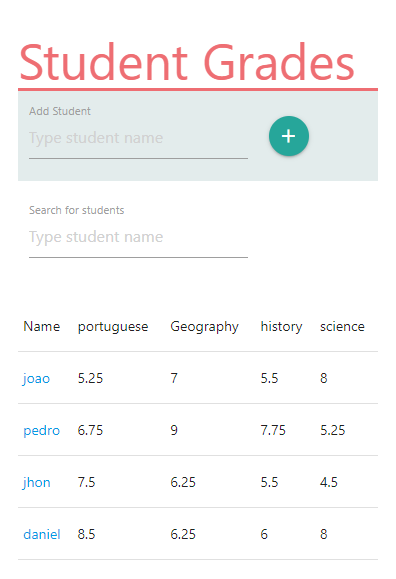 Student Grades
Add Student
Type student name
+
Search for students
Type student name
Name portuguese Geography history science
joao 5.25 7 5.5 8
pedro 6.75 9 7.75 5.25
jhon 7.5 6.25 5.5 4.5
daniel 8.5 6.25 6 8